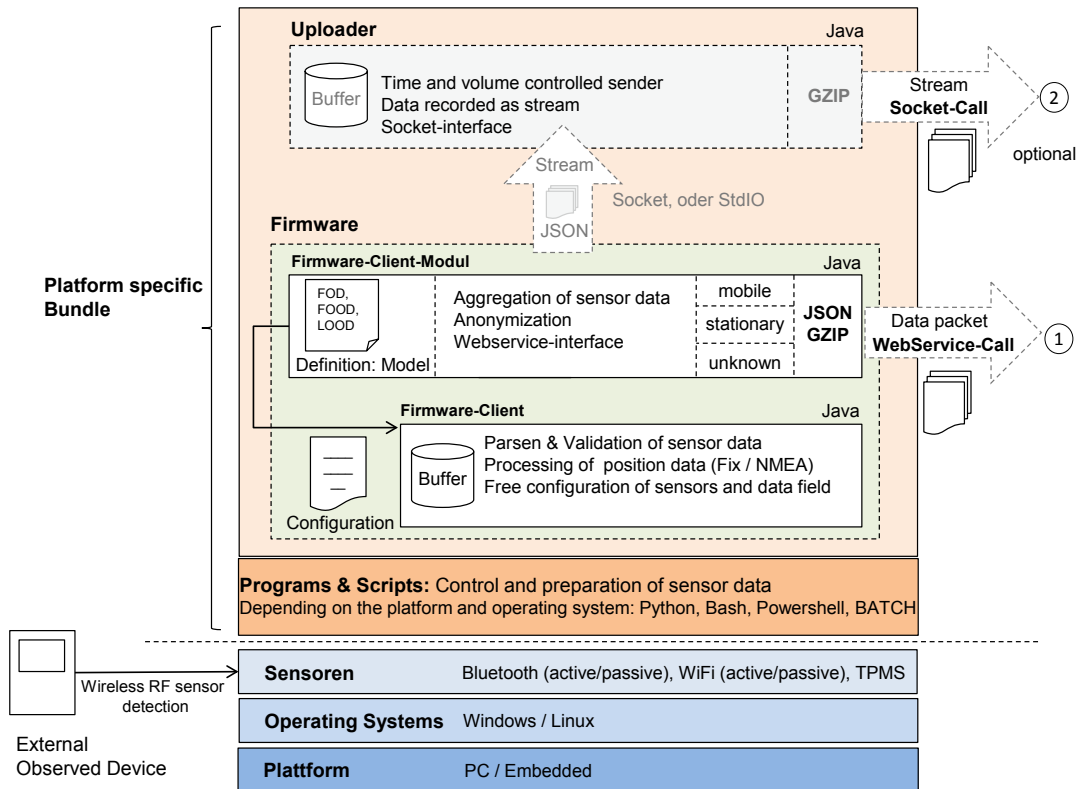 Uploader
Java
Buffer
Time and volume controlled sender
Data recorded as stream
Socket-interface
GZIP
Stream
Socket-Call
2
optional
Stream
JSON
Socket, oder StdIO
Platform specific
Bundle
Firmware
Firmware-Client-Modul
Java
FOD,
FOOD,
LOOD
Definition: Model
Aggregation of sensor data
Anonymization
Webservice-interface
mobile
stationary
unknown
JSON
GZIP
Data packet
WebService-Call
1
Firmware-Client
Java
Buffer
Parsen & Validation of sensor data
Processing of position data (Fix / NMEA)
Free configuration of sensors and data field
Configuration
Programs & Scripts: Control and preparation of sensor data
Depending on the platform and operating system: Python, Bash, Powershell, BATCH
Wireless RF sensor
detection
External
Observed Device
Sensoren
Bluetooth (active/passive), WiFi (active/passive), TPMS
Operating Systems
Windows / Linux
Plattform
PC / Embedded